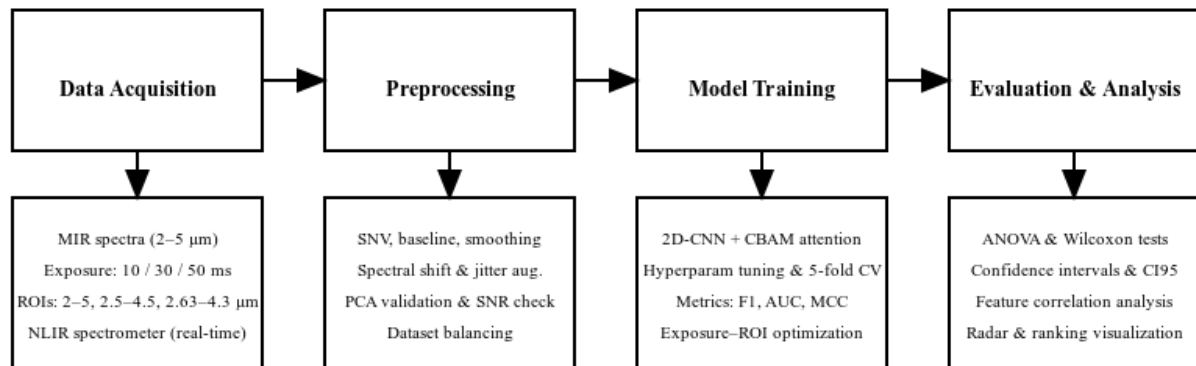 Data Acquisition
Preprocessing
Model Training
Evaluation & Analysis
MIR spectra (2–5 μm)
Exposure: 10 / 30 / 50 ms
ROIs: 2–5, 2.5–4.5, 2.63–4.3 μm
NLIR spectrometer (real-time)
SNV, baseline, smoothing
Spectral shift & jitter aug.
PCA validation & SNR check
Dataset balancing
2D-CNN + CBAM attention
Hyperparam tuning & 5-fold CV
Metrics: F1, AUC, MCC
Exposure–ROI optimization
ANOVA & Wilcoxon tests
Confidence intervals & CI95
Feature correlation analysis
Radar & ranking visualization